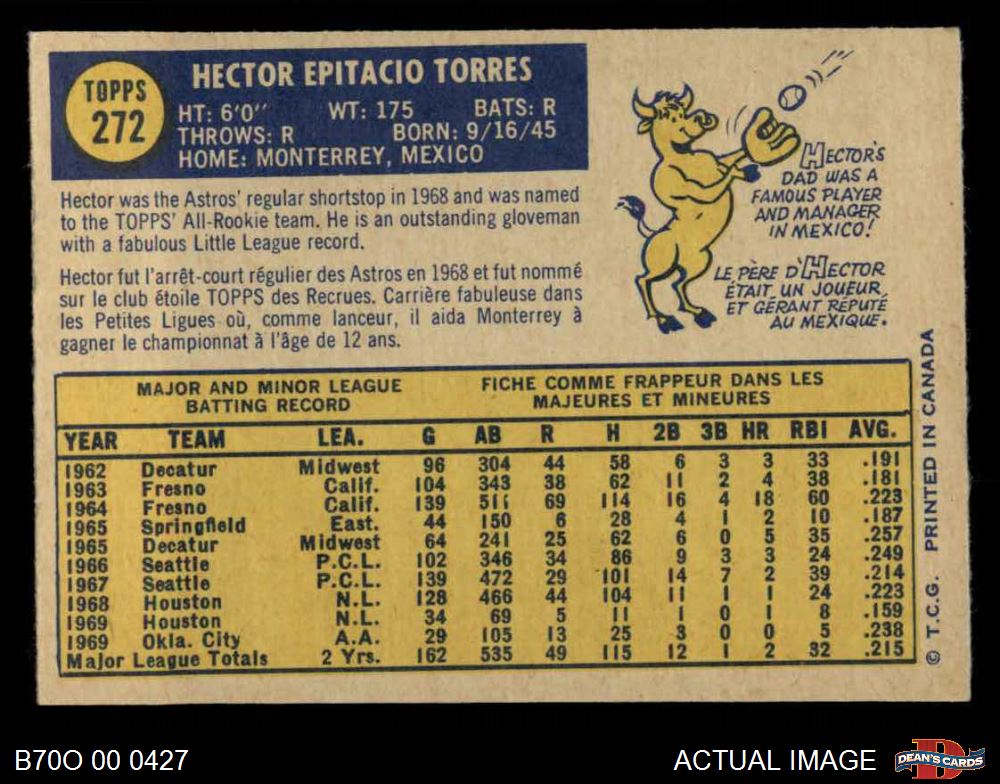 TOPPS
272
HECTOR EPITACIO TORRES
HT: 6'0" WT: 175 BATS: R
THROWS: R BORN: 9/16/45
HOME: MONTERREY, MEXICO
Hector was the Astros' regular shortstop in 1968 and was named
to the TOPPS' All-Rookie team. He is an outstanding gloveman
with a fabulous Little League record.
Hector fut l'arrêt-court régulier des Astros en 1968 et fut nommé
sur le club étoile TOPPS des Recrues. Carrière fabuleuse dans
les Petites Ligues où, comme lanceur, il aida Monterrey à
gagner le championnat à l'âge de 12 ans.
HECTOR'S
DAD WAS A
FAMOUS PLAYER
AND MANAGER
IN MEXICO!
LE PÈRE D'HECTOR
ÉTAIT UN JOUEUR
ET GÉRANT RÉPUTÉ
AU MEXIQUE.
MAJOR AND MINOR LEAGUE
BATTING RECORD
FICHE COMME FRAPPEUR DANS LES
MAJEURES ET MINEURES
YEAR TEAM LEA. G AB R H 2B 3B HR RBI AVG.
1962 Decatur Midwest 96 304 44 58 6 3 3 33 .191
1963 Fresno Calif. 104 343 38 62 11 2 4 38 .181
1964 Fresno Calif. 139 511 69 114 16 4 18 60 .223
1965 Springfield East. 44 150 6 28 4 1 2 10 .187
1965 Decatur Midwest 64 241 25 62 6 0 5 35 .257
1966 Seattle P.C.L. 102 346 34 86 9 3 3 24 .249
1967 Seattle P.C.L. 139 472 29 101 14 7 2 39 .214
1968 Houston N.L. 128 466 44 104 11 1 1 24 .223
1969 Houston N.L. 34 69 5 11 1 0 1 8 .159
1969 Okla. City A.A. 29 105 13 25 3 0 0 5 .238
Major League Totals 2 Yrs. 162 535 49 115 12 1 2 32 .215
© T.C.G. PRINTED IN CANADA
B70O 00 0427
ACTUAL IMAGE
D
DEAN'S CARDS